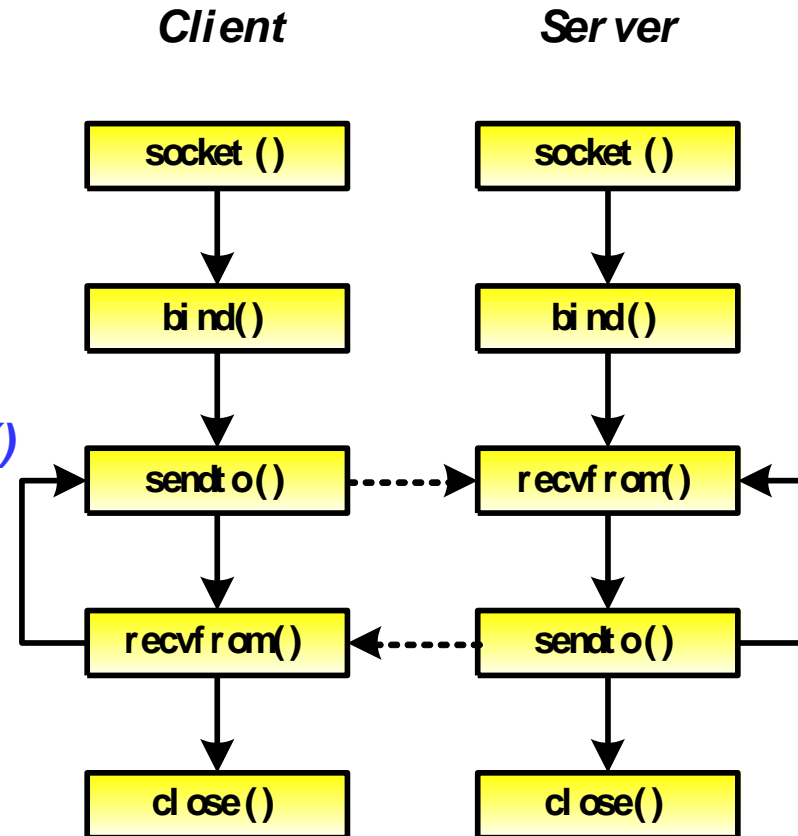 Client Server
socket () socket ()
bind() bind()
()
sendto() recvfrom()
recvfrom() sendto()
close() close()